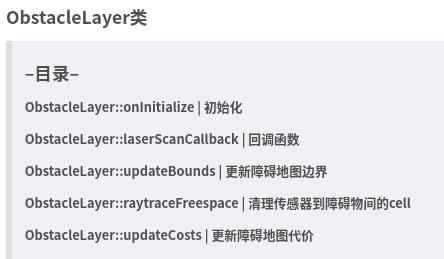 ObstacleLayer类
–目录–
ObstacleLayer::onInitialize | 初始化
ObstacleLayer::laserScanCallback | 回调函数
ObstacleLayer::updateBounds | 更新障碍地图边界
ObstacleLayer::raytraceFreespace | 清理传感器到障碍物间的cell
ObstacleLayer::updateCosts | 更新障碍地图代价